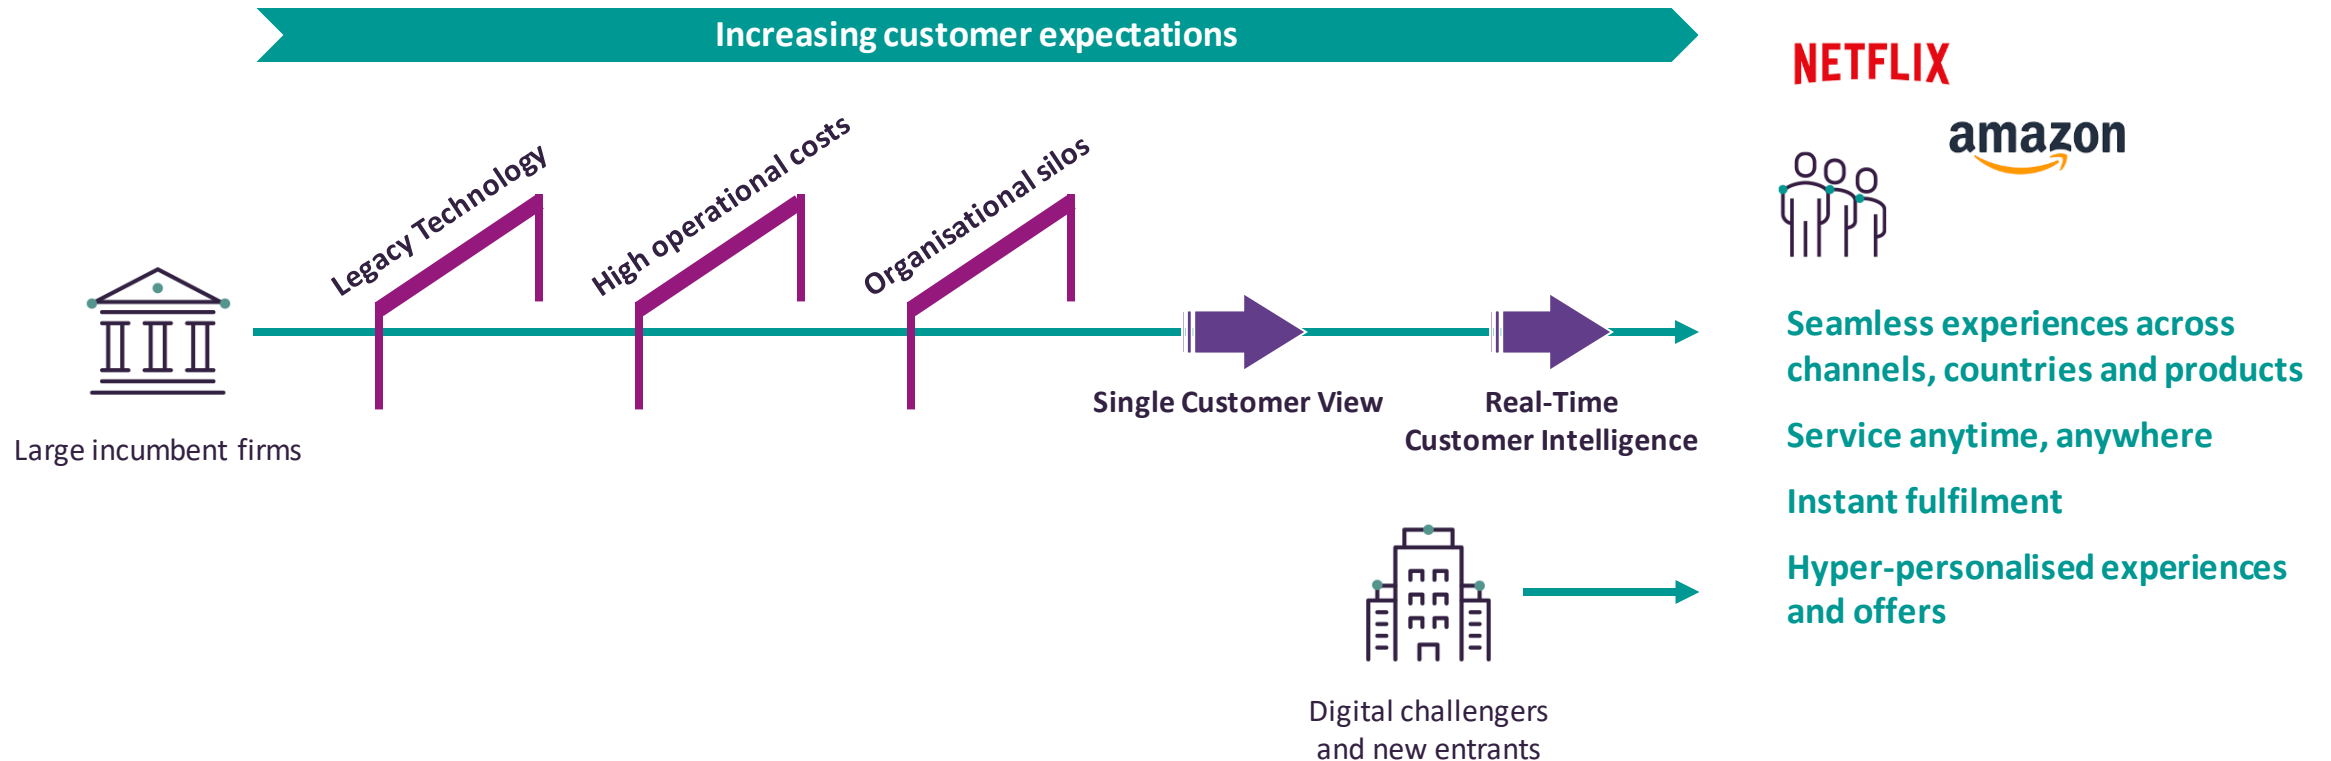 Increasing customer expectations
NETFLIX
amazon
Legacy Technology
High operational costs
Organisational silos
Large incumbent firms
Single Customer View
Real-Time
Customer Intelligence
Seamless experiences across
channels, countries and products
Service anytime, anywhere
Instant fulfilment
Hyper-personalised experiences
and offers
Digital challengers
and new entrants